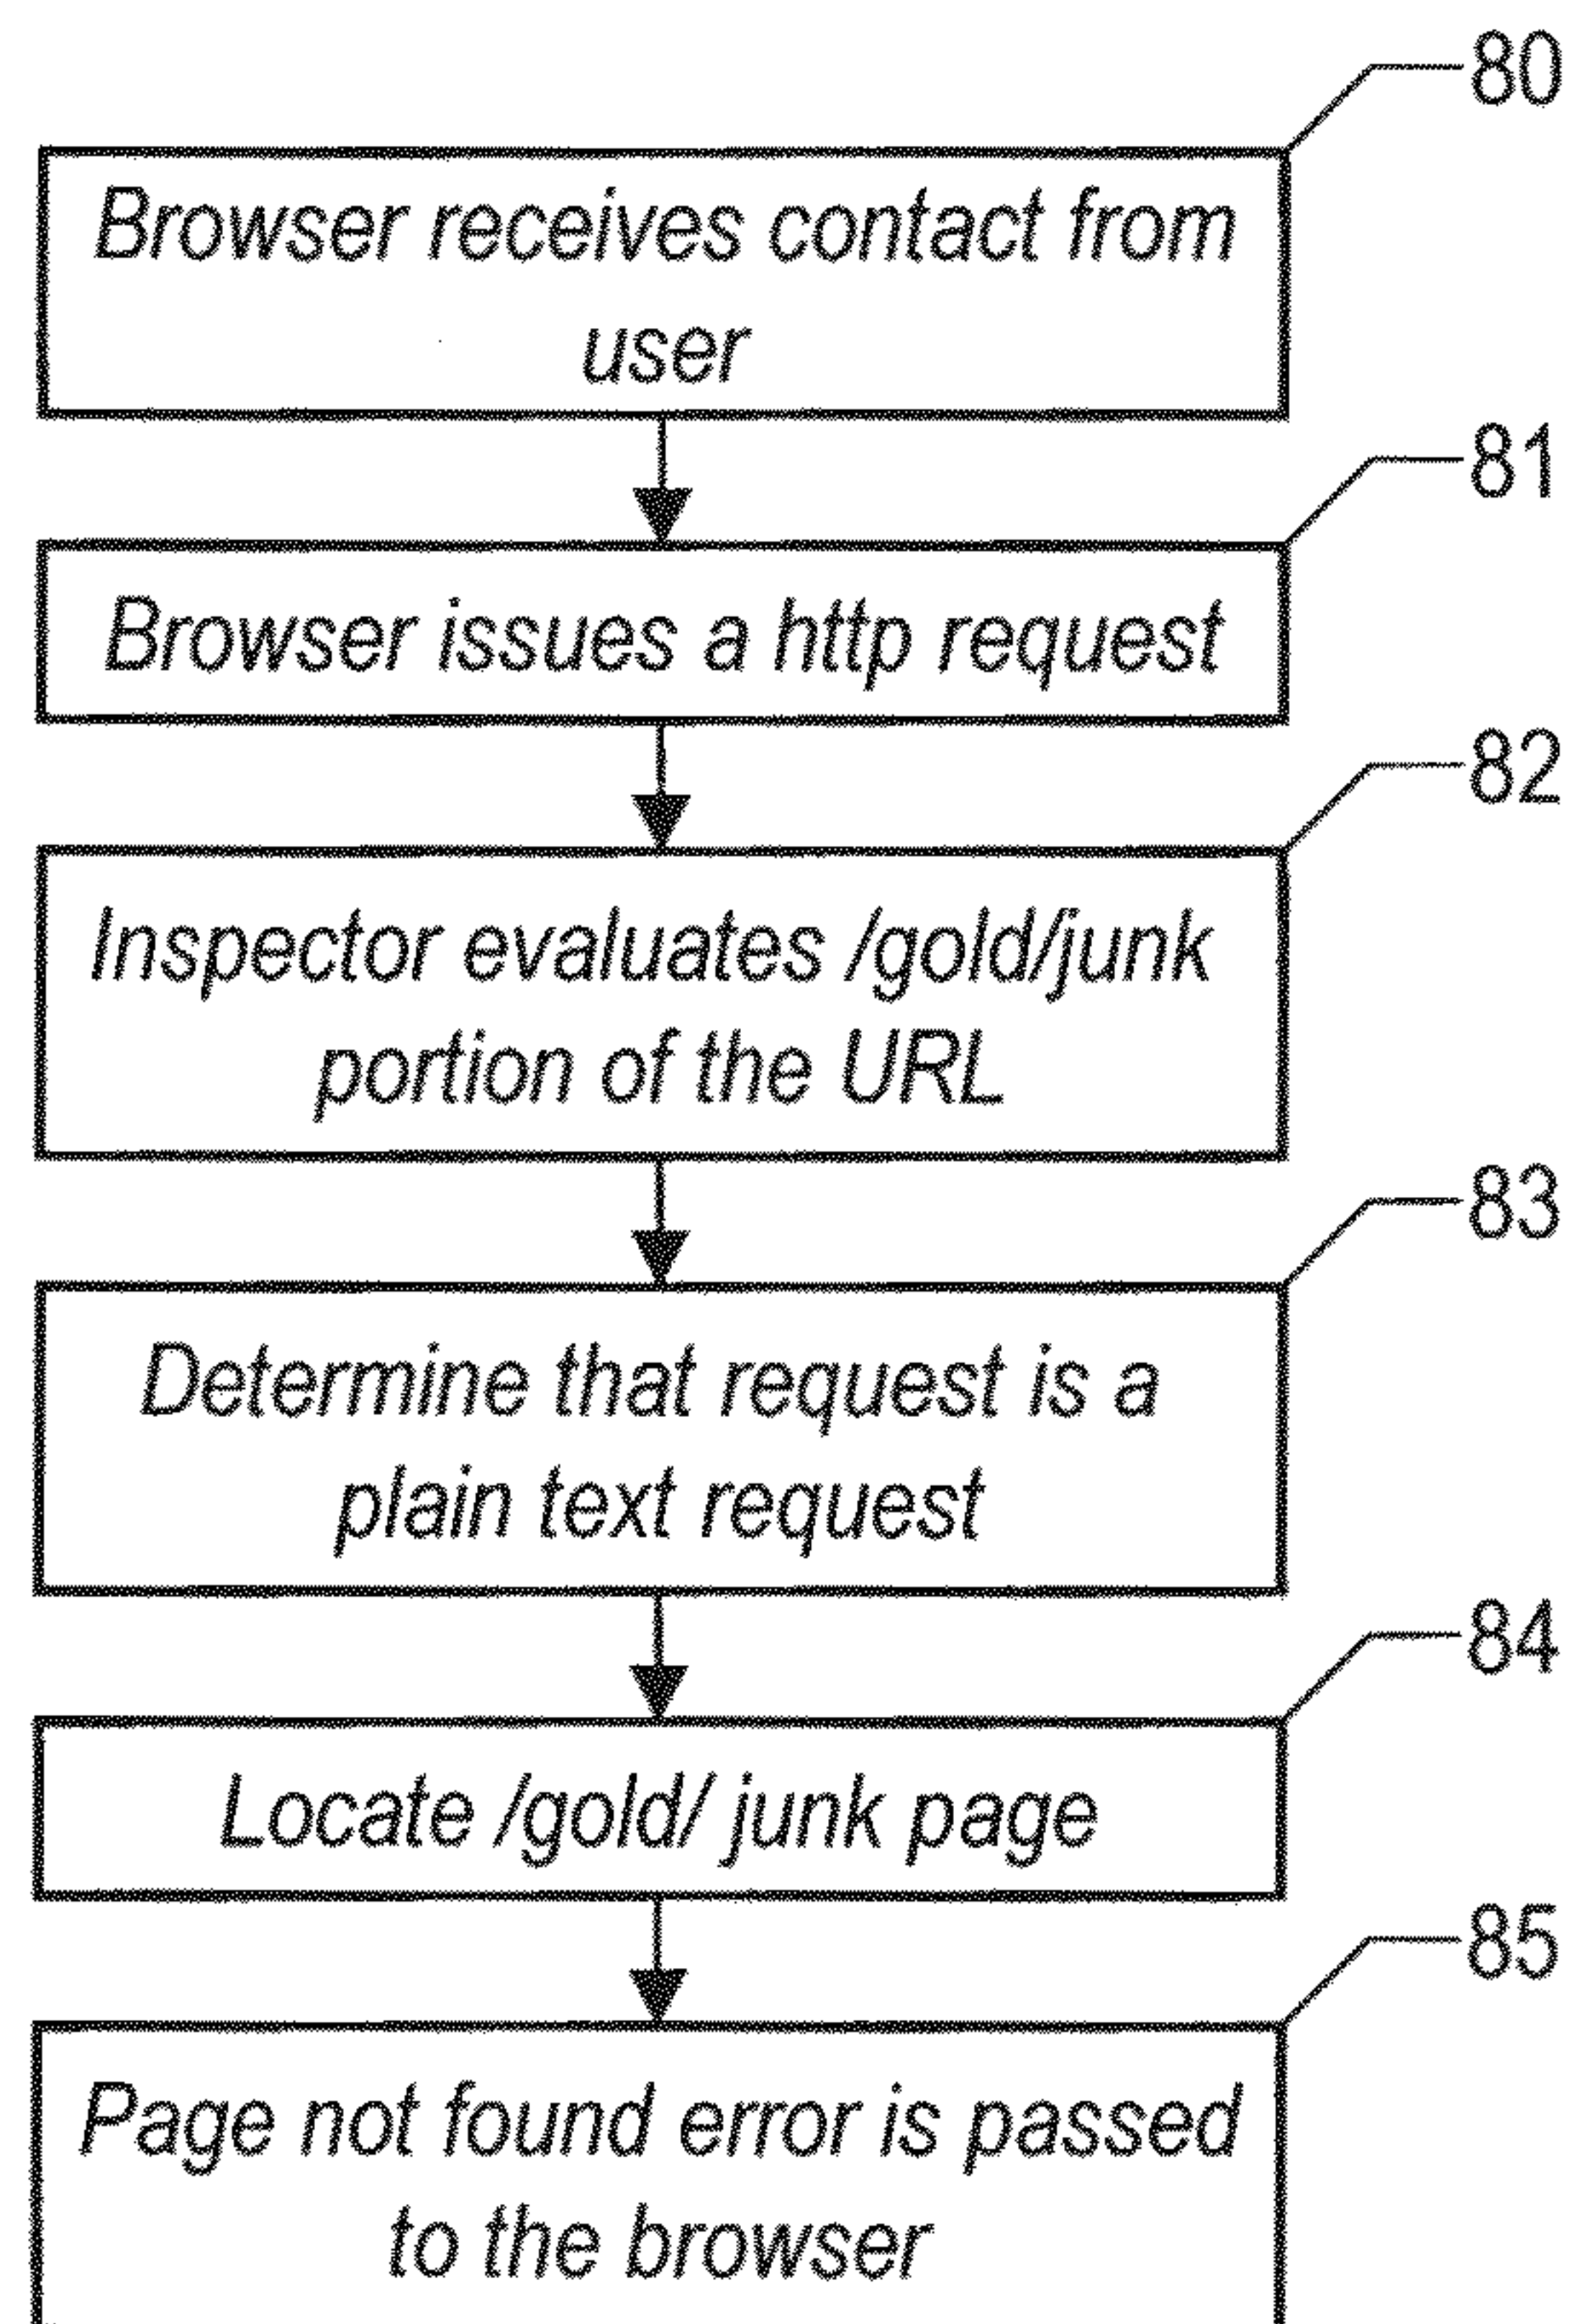 80
Browser receives contact from
user
81
Browser issues a http request
82
Inspector evaluates /gold/junk
portion of the URL
83
Determine that request is a
plain text request
84
Locate /gold/ junk page
85
Page not found error is passed
to the browser